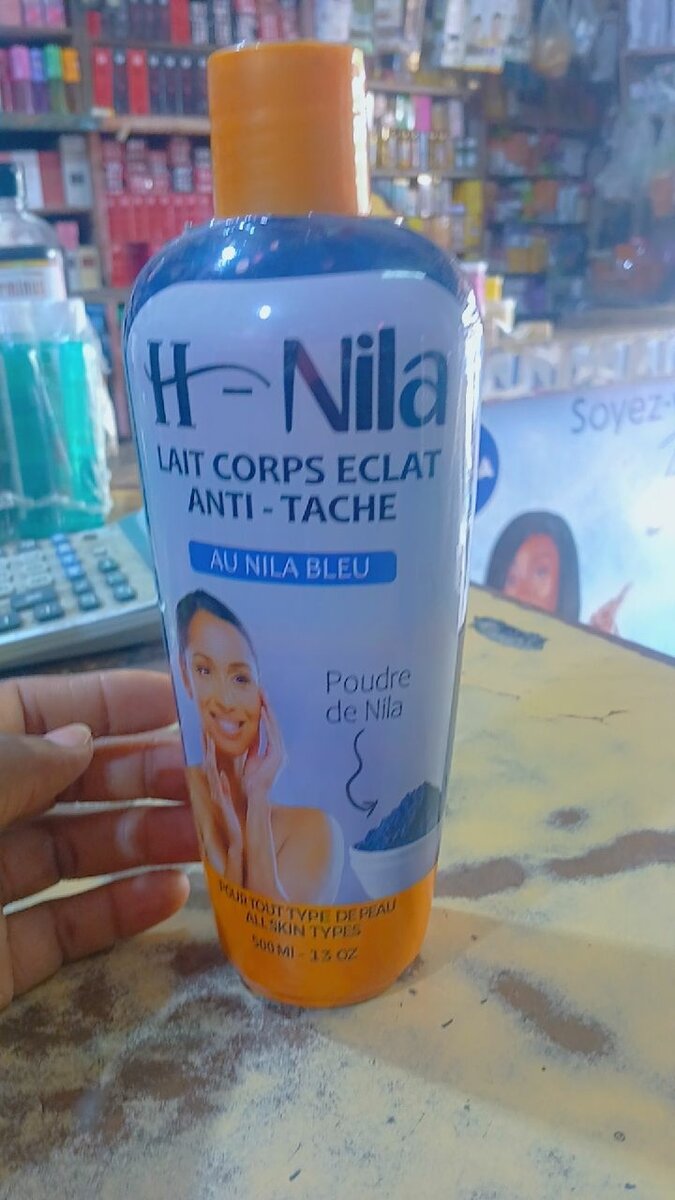 H-Nila
LAIT CORPS ECLAT
ANTI-TACHE
AU NILA BLEU
Poudre
de Nila
POUR TOUT TYPE DE PEAU
ALL SKIN TYPES
500 Ml - 13 OZ
Soyez-